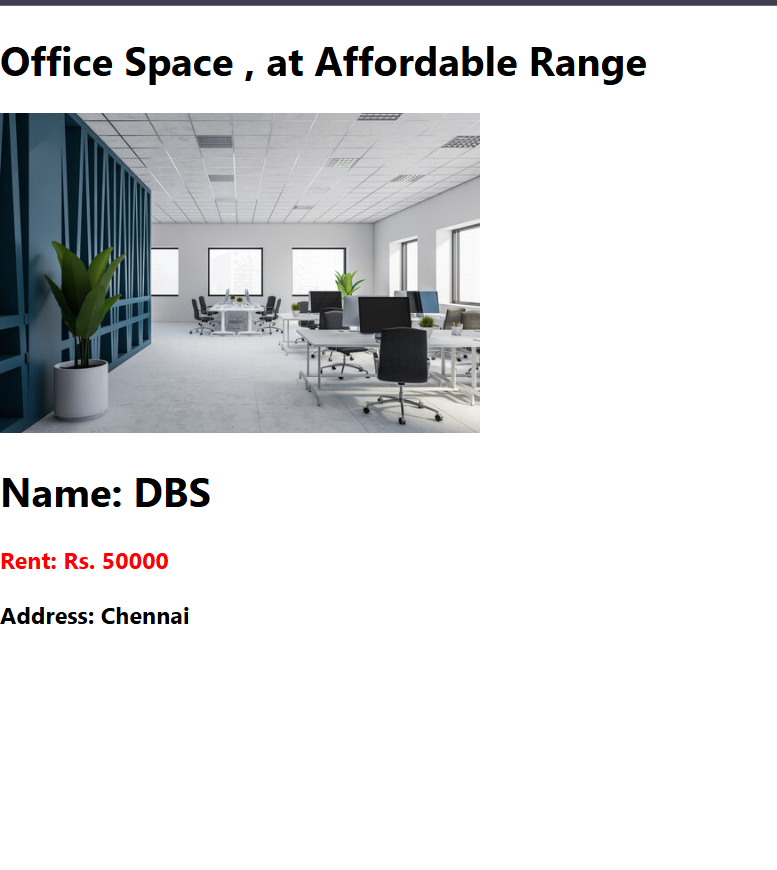 Office Space , at Affordable Range
Name: DBS
Rent: Rs. 50000
Address: Chennai